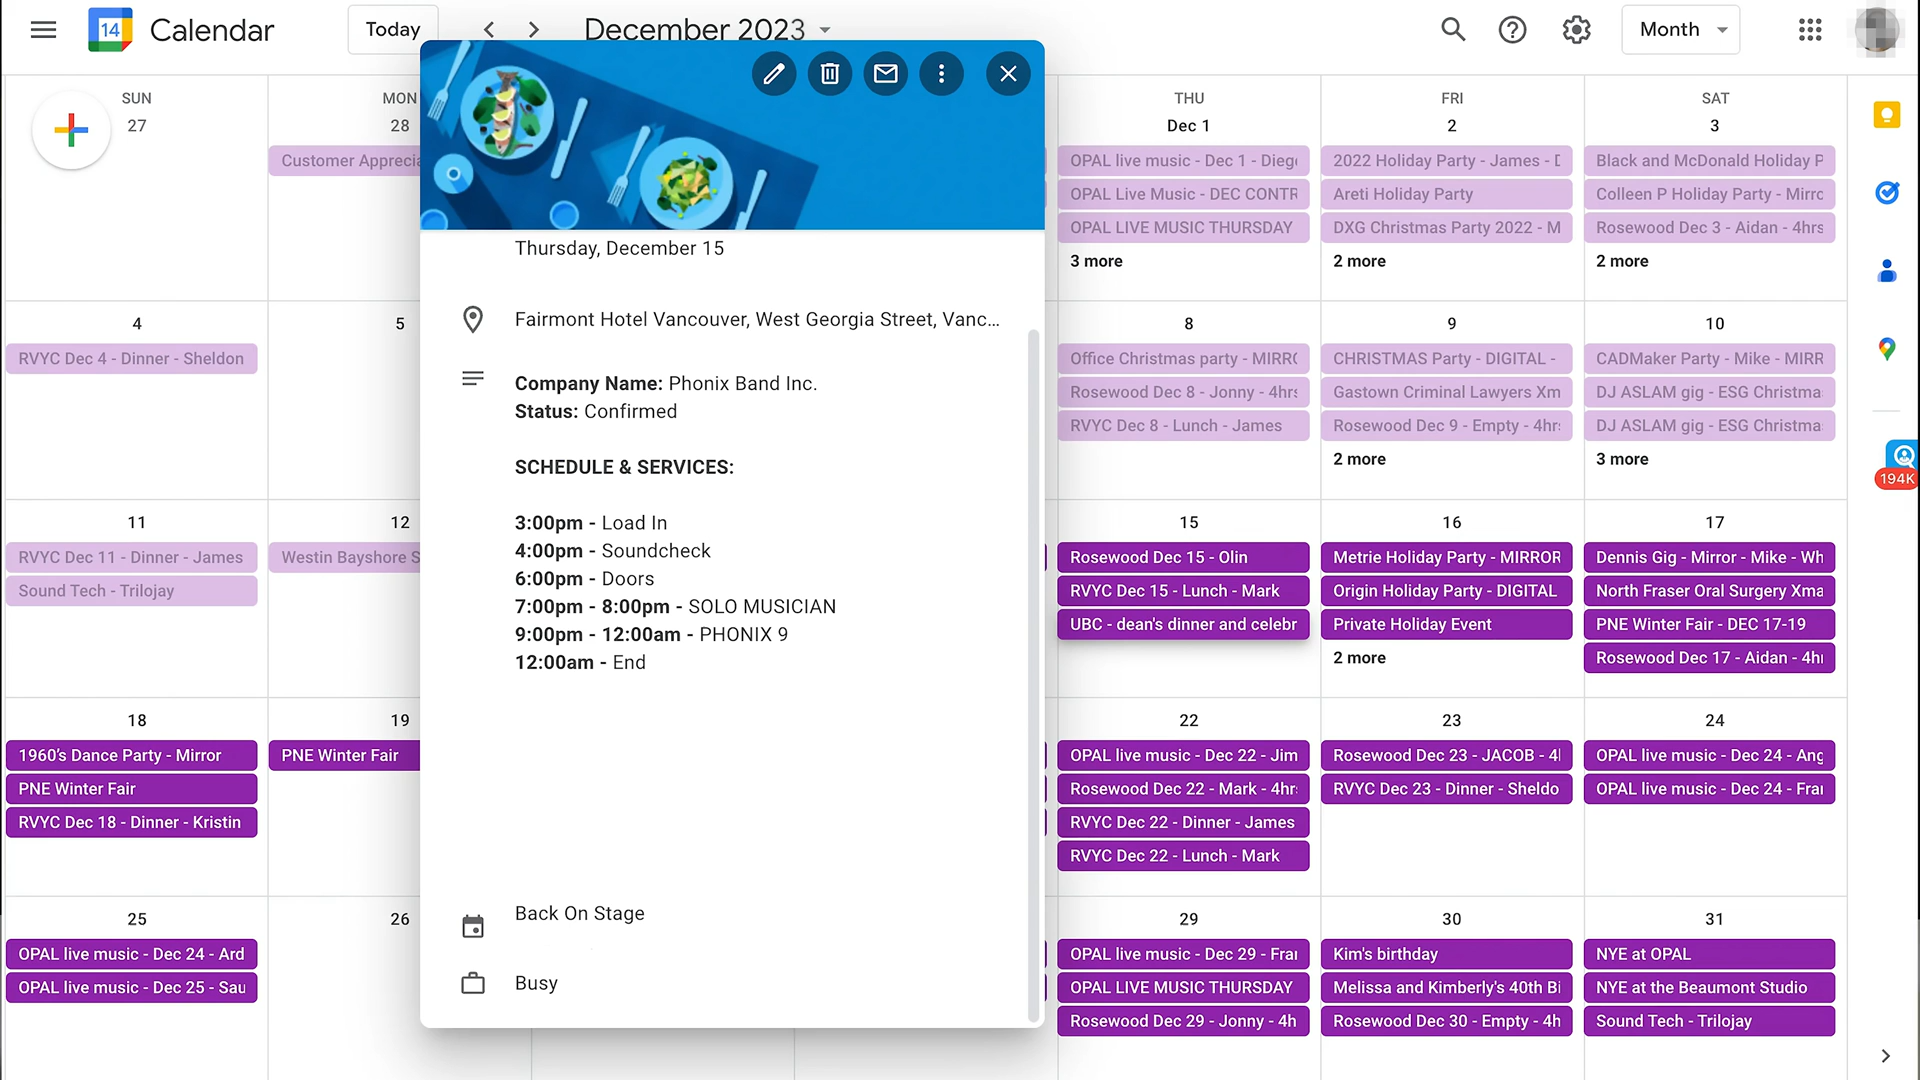 14
Calendar
Today
December 2023
Month
SUN
27
MON
28
Customer Apprecia
THU
Dec 1
OPAL live music - Dec 1 - Dieg
OPAL Live Music - DEC CONTR
OPAL LIVE MUSIC THURSDAY
3 more
FRI
2
2022 Holiday Party - James - D
Areti Holiday Party
DXG Christmas Party 2022 - M
2 more
SAT
3
Black and McDonald Holiday P
Colleen P Holiday Party - Mirro
Rosewood Dec 3 - Aidan - 4hrs
2 more
Thursday, December 15
Fairmont Hotel Vancouver, West Georgia Street, Vanc...
Company Name: Phonix Band Inc.
Status: Confirmed
SCHEDULE & SERVICES:
3:00pm - Load In
4:00pm - Soundcheck
6:00pm - Doors
7:00pm - 8:00pm - SOLO MUSICIAN
9:00pm - 12:00am - PHONIX 9
12:00am - End
Back On Stage
Busy
4
RVYC Dec 4 - Dinner - Sheldon
5
8
Office Christmas party - MIRRO
Rosewood Dec 8 - Jonny - 4hrs
RVYC Dec 8 - Lunch - James
9
CHRISTMAS Party - DIGITAL -
Gastown Criminal Lawyers Xm
Rosewood Dec 9 - Empty - 4hr
2 more
10
CADMaker Party - Mike - MIRR
DJ ASLAM gig - ESG Christma
DJ ASLAM gig - ESG Christma
3 more
194K
11
RVYC Dec 11 - Dinner - James
Sound Tech - Trilojay
12
Westin Bayshore S
15
Rosewood Dec 15 - Olin
RVYC Dec 15 - Lunch - Mark
UBC - dean's dinner and celebr
16
Metrie Holiday Party - MIRROR
Origin Holiday Party - DIGITAL
Private Holiday Event
2 more
17
Dennis Gig - Mirror - Mike - Wh
North Fraser Oral Surgery Xma
PNE Winter Fair - DEC 17-19
Rosewood Dec 17 - Aidan - 4h
18
1960's Dance Party - Mirror
PNE Winter Fair
RVYC Dec 18 - Dinner - Kristin
19
PNE Winter Fair
22
OPAL live music - Dec 22 - Jim
Rosewood Dec 22 - Mark - 4hr
RVYC Dec 22 - Dinner - James
RVYC Dec 22 - Lunch - Mark
23
Rosewood Dec 23 - JACOB - 4
RVYC Dec 23 - Dinner - Sheldo
24
OPAL live music - Dec 24 - Ang
OPAL live music - Dec 24 - Fra
25
OPAL live music - Dec 24 - Ard
OPAL live music - Dec 25 - Sau
26
29
OPAL live music - Dec 29 - Fra
OPAL LIVE MUSIC THURSDAY
Rosewood Dec 29 - Jonny - 4h
30
Kim's birthday
Melissa and Kimberly's 40th Bi
Rosewood Dec 30 - Empty - 4h
31
NYE at OPAL
NYE at the Beaumont Studio
Sound Tech - Trilojay